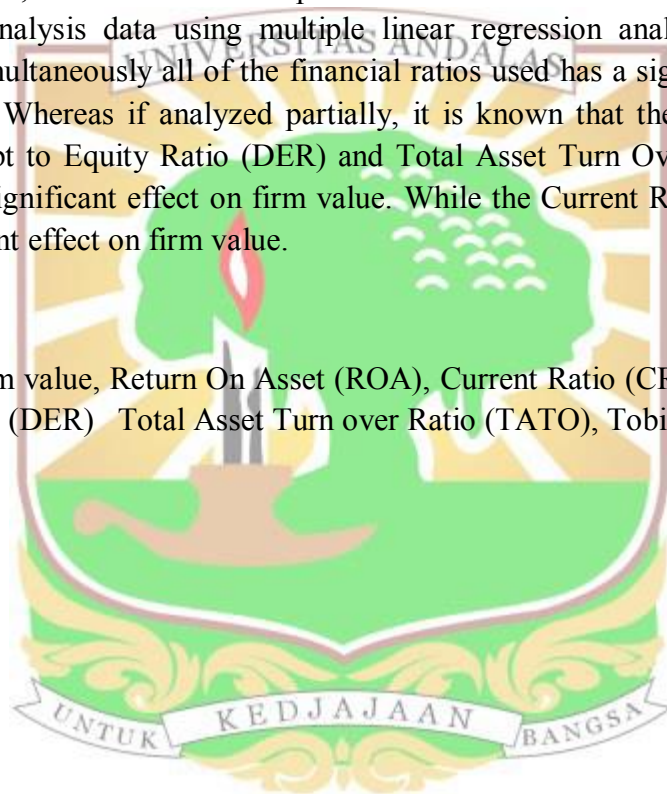 nalysis data using multiple linear regression anal
UNIVERSITAS ANDALAS
multaneously all of the financial ratios used has a sig
Whereas if analyzed partially, it is known that the
to Equity Ratio (DER) and Total Asset Turn Ov
ignificant effect on firm value. While the Current R
nt effect on firm value.
m value, Return On Asset (ROA), Current Ratio (CR
(DER) Total Asset Turn over Ratio (TATO), Tobi
UNTUK KEDJAJAAN BANGSA